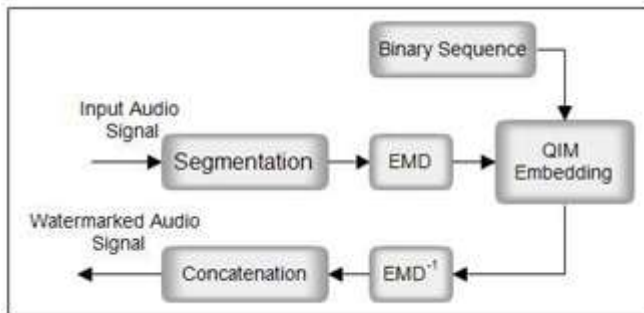 Binary Sequence
Input Audio
Signal
Segmentation
EMD
QIM
Embedding
Watermarked Audio
Signal
Concatenation
EMD⁻¹